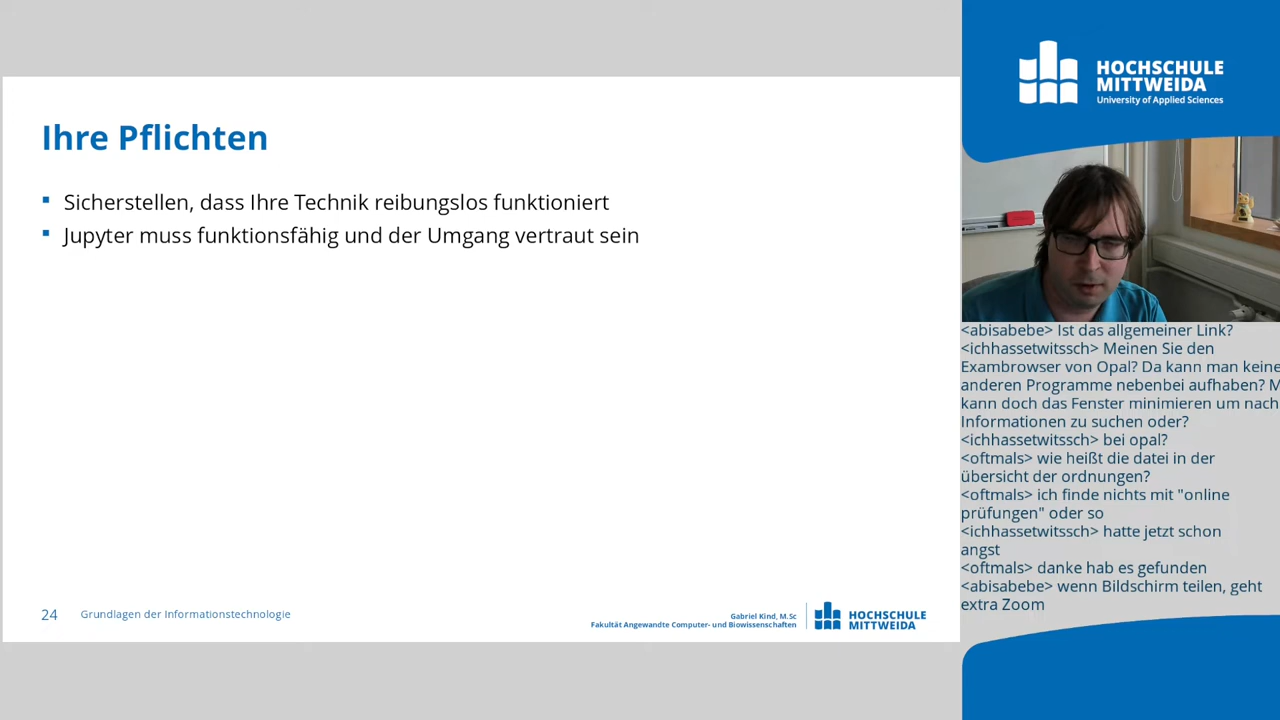 Ihre Pflichten
Sicherstellen, dass Ihre Technik reibungslos funktioniert
Jupyter muss funktionsfähig und der Umgang vertraut sein
24 Grundlagen der Informationstechnologie
Gabriel Kind, M.Sc
Fakultät Angewandte Computer- und Biowissenschaften
HOCHSCHULE
MITTWEIDA
HOCHSCHULE
MITTWEIDA
University of Applied Sciences
<abisabebe> Ist das allgemeiner Link?
<ichhassetwitssch> Meinen Sie den
Exambrowser von Opal? Da kann man keine
anderen Programme nebenbei aufhaben? M
kann doch das Fenster minimieren um nach
Informationen zu suchen oder?
<ichhassetwitssch> bei opal?
<oftmals> wie heißt die datei in der
übersicht der ordnungen?
<oftmals> ich finde nichts mit "online
prüfungen" oder so
<ichhassetwitssch> hatte jetzt schon
angst
<oftmals> danke hab es gefunden
<abisabebe> wenn Bildschirm teilen, geht
extra Zoom